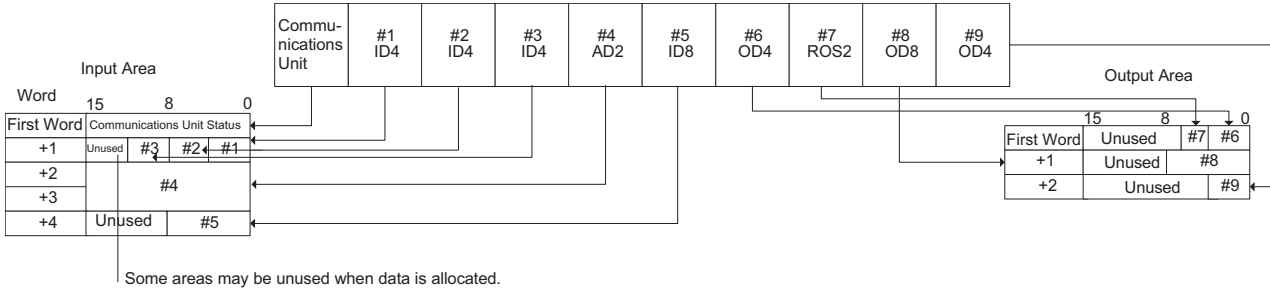 Commu-
nications
Unit
#1
ID4
#2
ID4
#3
ID4
#4
AD2
#5
ID8
#6
OD4
#7
ROS2
#8
OD8
#9
OD4
Input Area
Word
15 8 0
First Word Communications Unit Status
+1 Unused #3 #2 #1
+2
+3
#4
+4 Unused #5
Some areas may be unused when data is allocated.
Output Area
15 8 0
First Word Unused #7 #6
+1 Unused #8
+2 Unused #9